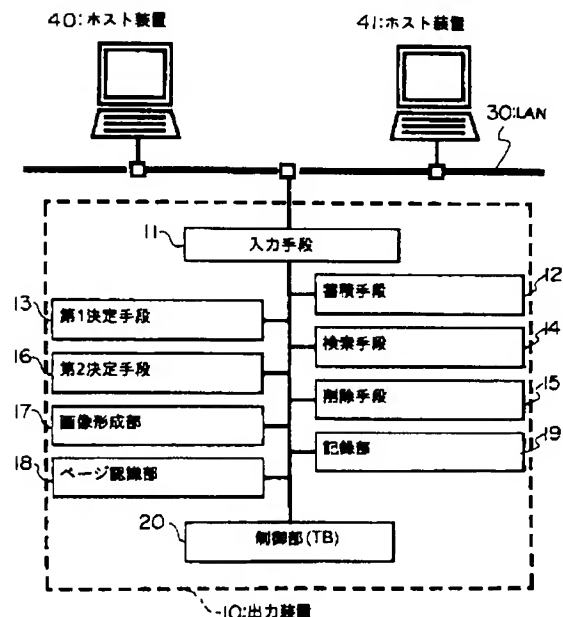 40:ホスト装置
41:ホスト装置
30:LAN
11
入力手段
12
蓄積手段
13
第1決定手段
14
検索手段
16
第2決定手段
15
削除手段
17
画像形成部
19
記録部
18
ページ認識部
20
制御部(TB)
10:出力装置